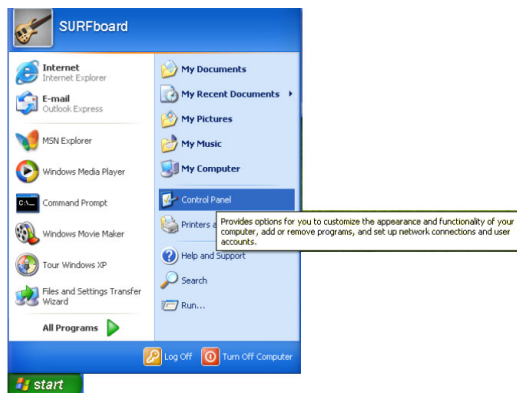 SURFboard
Internet
Internet Explorer
E-mail
Outlook Express
MSN Explorer
Windows Media Player
C:\_
Command Prompt
Windows Movie Maker
Tour Windows XP
Files and Settings Transfer
Wizard
All Programs
My Documents
My Recent Documents
My Pictures
My Music
My Computer
Control Panel
Printers a
Provides options for you to customize the appearance and functionality of your
computer, add or remove programs, and set up network connections and user
accounts.
Help and Support
Search
Run...
Log Off
Turn Off Computer
start